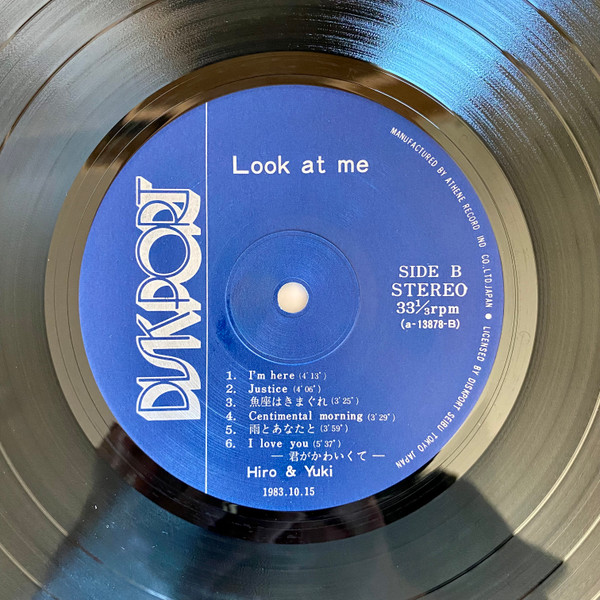 Look at me
DISKPORT
SIDE B
STEREO
33⅓rpm
(a-13878-B)
1. I'm here (4'13")
2. Justice (4'06")
3. 魚座はきまぐれ (3'25")
4. Centimental morning (3'29")
5. 雨とあなたと (3'59")
6. I love you (5'37")
— 君がかわいくて —
Hiro & Yuki
1983.10.15
MANUFACTURED BY ATHENE RECORD IND CO.,LTD.JAPAN ● LICENSED BY DISKPORT SEIBU TOKYO JAPAN